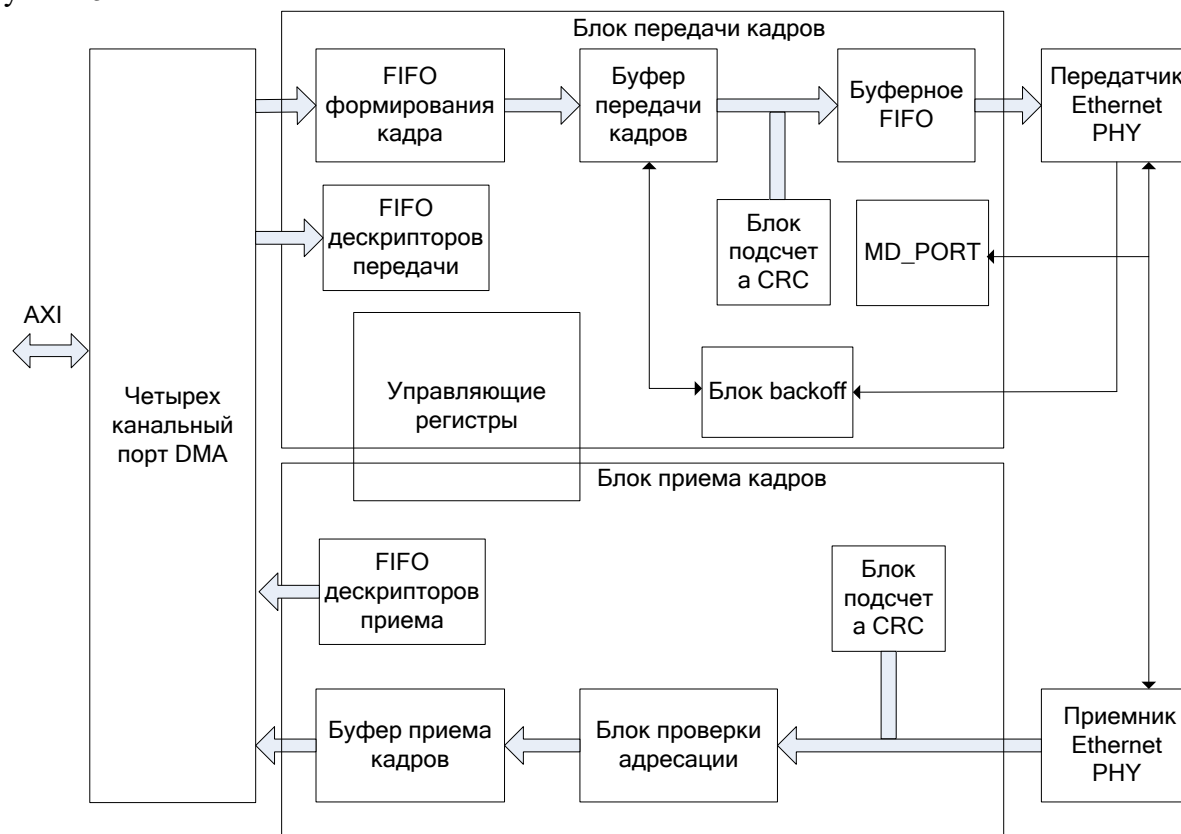 Блок передачи кадров
FIFO
формирования
кадра
Буфер
передачи
кадров
Буферное
FIFO
Передатчик
Ethernet
PHY
FIFO
дескрипторов
передачи
Блок
подсчет
а CRC
MD_PORT
AXI
Четырех
канальный
порт DMA
Управляющие
регистры
Блок backoff
Блок приема кадров
FIFO
дескрипторов
приема
Блок
подсчет
а CRC
Буфер приема
кадров
Блок проверки
адресации
Приемник
Ethernet
PHY